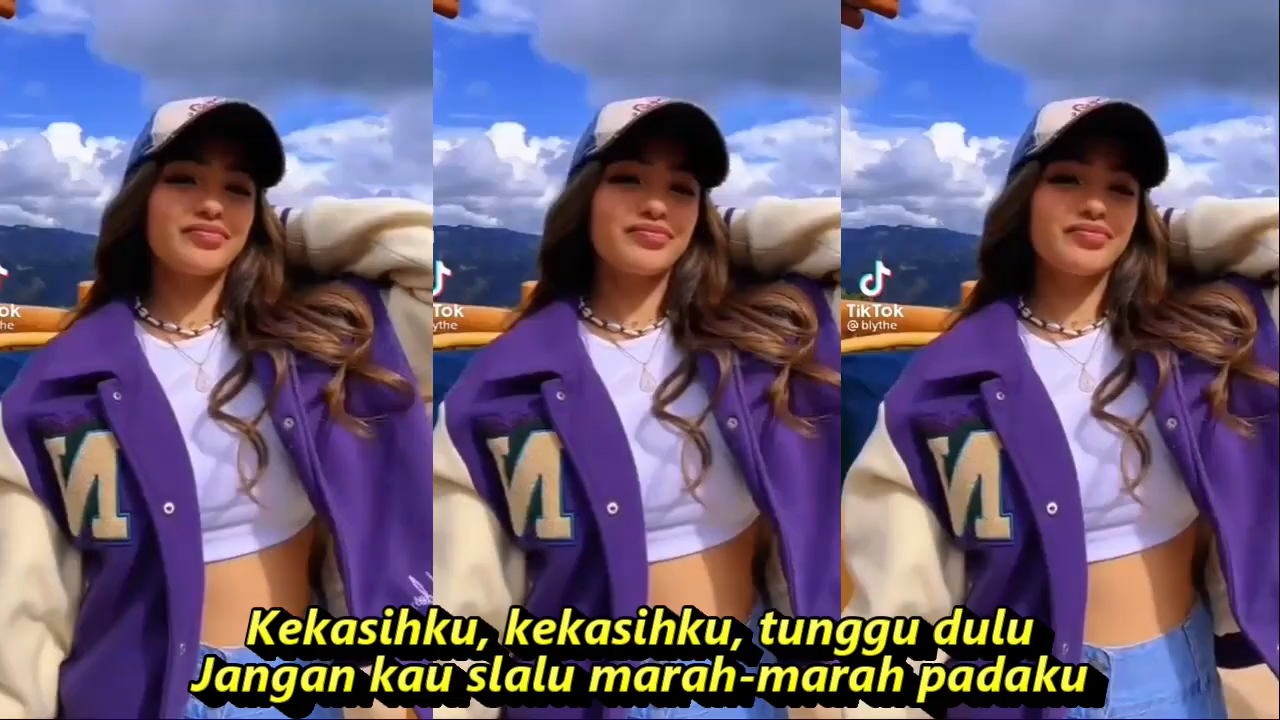 TikTok
@ blythe
N
Kekasihku, kekasihku, tunggu dulu
Jangan kau slalu marah-marah padaku